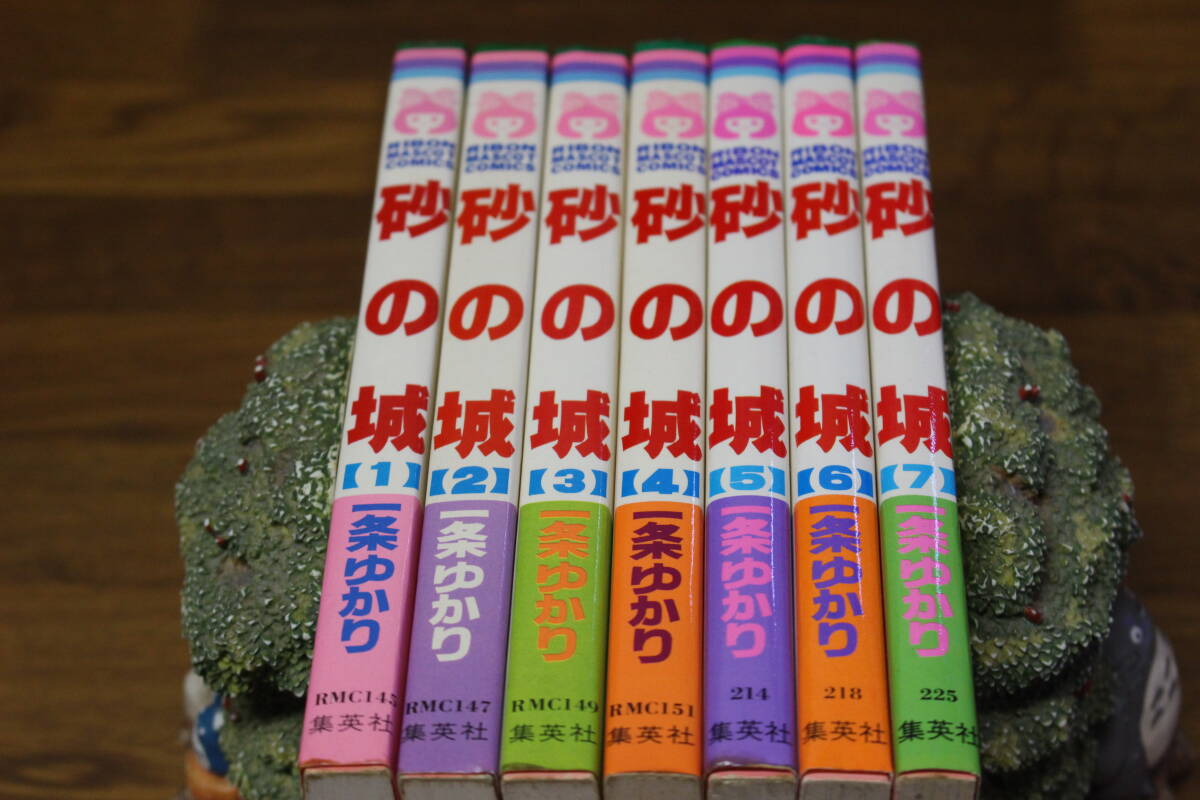 RIBON
MASCOT
COMICS
砂の城
【1】
一条ゆかり
RMC145
集英社
RIBON
MASCOT
COMICS
砂の城
【2】
一条ゆかり
RMC147
集英社
RIBON
MASCOT
COMICS
砂の城
【3】
一条ゆかり
RMC149
集英社
RIBON
MASCOT
COMICS
砂の城
【4】
一条ゆかり
RMC151
集英社
RIBON
MASCOT
COMICS
砂の城
【5】
一条ゆかり
214
集英社
RIBON
MASCOT
COMICS
砂の城
【6】
一条ゆかり
218
集英社
RIBON
MASCOT
COMICS
砂の城
【7】
一条ゆかり
225
集英社